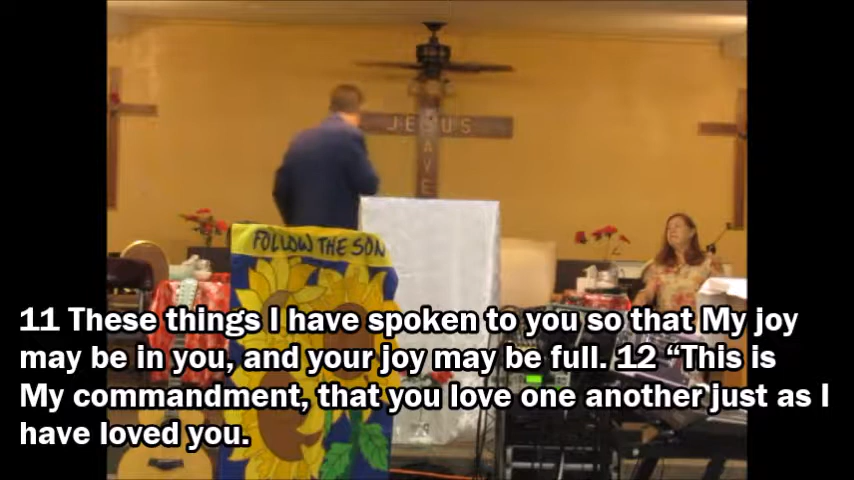 JESUS
SAVES
FOLLOW THE SON
11 These things I have spoken to you so that My joy
may be in you, and your joy may be full. 12 “This is
My commandment, that you love one another just as I
have loved you.